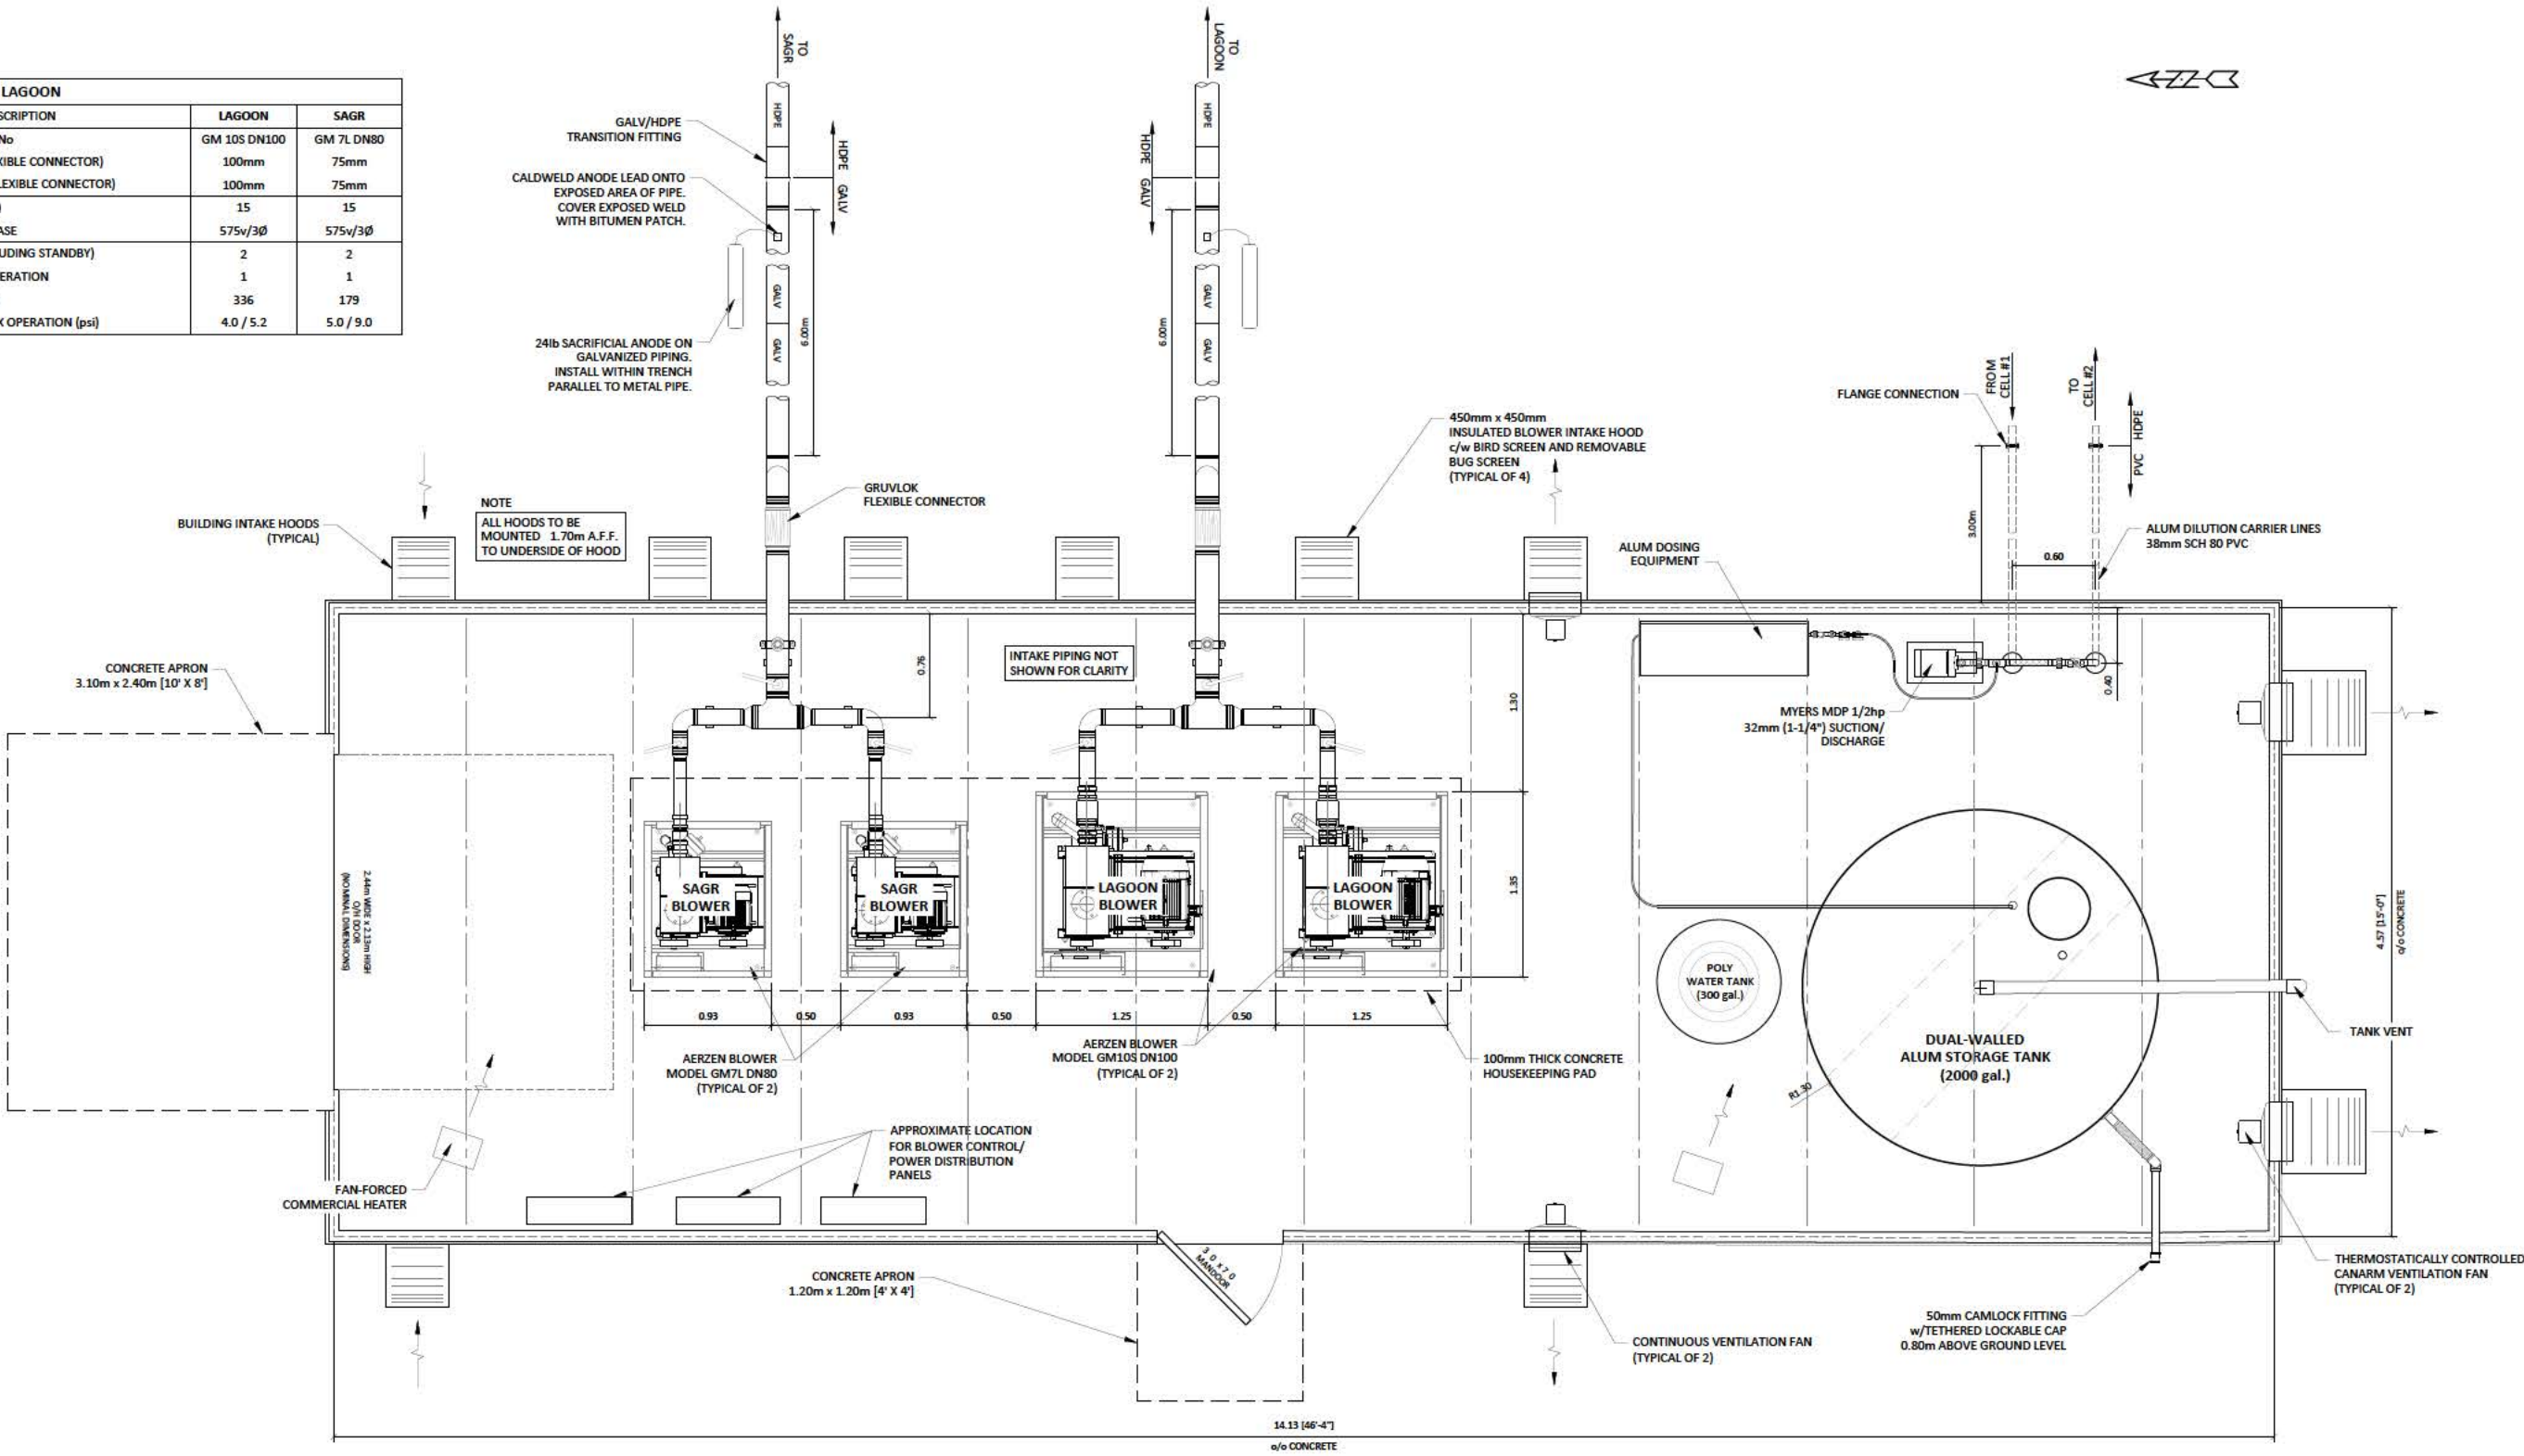 LAGOON
SCRIPTION LAGOON SAGR
No GM 10S DN100 GM 7L DN80
XIBLE CONNECTOR) 100mm 75mm
LEXIBLE CONNECTOR) 100mm 75mm
) 15 15
ASE 575v/3Ø 575v/3Ø
UDING STANDBY) 2 2
ERATION 1 1
336 179
X OPERATION (psi) 4.0 / 5.2 5.0 / 9.0
TO
SAGR
TO
LAGOON
N
HDPE
HDPE
GALV/HDPE
TRANSITION FITTING
HDPE GALV
HDPE GALV
CALDWELD ANODE LEAD ONTO
EXPOSED AREA OF PIPE.
COVER EXPOSED WELD
WITH BITUMEN PATCH.
GALV
GALV
GALV
GALV
6.00m
6.00m
24lb SACRIFICIAL ANODE ON
GALVANIZED PIPING.
INSTALL WITHIN TRENCH
PARALLEL TO METAL PIPE.
FROM
CELL #1
TO
CELL #2
FLANGE CONNECTION
PVC HDPE
450mm x 450mm
INSULATED BLOWER INTAKE HOOD
c/w BIRD SCREEN AND REMOVABLE
BUG SCREEN
(TYPICAL OF 4)
GRUVLOK
FLEXIBLE CONNECTOR
NOTE
ALL HOODS TO BE
MOUNTED 1.70m A.F.F.
TO UNDERSIDE OF HOOD
BUILDING INTAKE HOODS
(TYPICAL)
3.00m
0.60
ALUM DILUTION CARRIER LINES
38mm SCH 80 PVC
ALUM DOSING
EQUIPMENT
CONCRETE APRON
3.10m x 2.40m [10' X 8']
0.76
INTAKE PIPING NOT
SHOWN FOR CLARITY
1.30
0.40
MYERS MDP 1/2hp
32mm (1-1/4") SUCTION/
DISCHARGE
2.44m WIDE x 2.13m HIGH
O/H DOOR
(NOMINAL DIMENSIONS)
SAGR
BLOWER
SAGR
BLOWER
LAGOON
BLOWER
LAGOON
BLOWER
1.35
4.57 [15'-0"]
o/o CONCRETE
POLY
WATER TANK
(300 gal.)
0.93
0.50
0.93
0.50
1.25
0.50
1.25
TANK VENT
DUAL-WALLED
ALUM STORAGE TANK
(2000 gal.)
R1.30
AERZEN BLOWER
MODEL GM7L DN80
(TYPICAL OF 2)
AERZEN BLOWER
MODEL GM10S DN100
(TYPICAL OF 2)
100mm THICK CONCRETE
HOUSEKEEPING PAD
APPROXIMATE LOCATION
FOR BLOWER CONTROL/
POWER DISTRIBUTION
PANELS
FAN-FORCED
COMMERCIAL HEATER
3 0 x 7 0
MANDOOR
CONCRETE APRON
1.20m x 1.20m [4' X 4']
CONTINUOUS VENTILATION FAN
(TYPICAL OF 2)
50mm CAMLOCK FITTING
w/TETHERED LOCKABLE CAP
0.80m ABOVE GROUND LEVEL
THERMOSTATICALLY CONTROLLED
CANARM VENTILATION FAN
(TYPICAL OF 2)
14.13 [46'-4"]
o/o CONCRETE